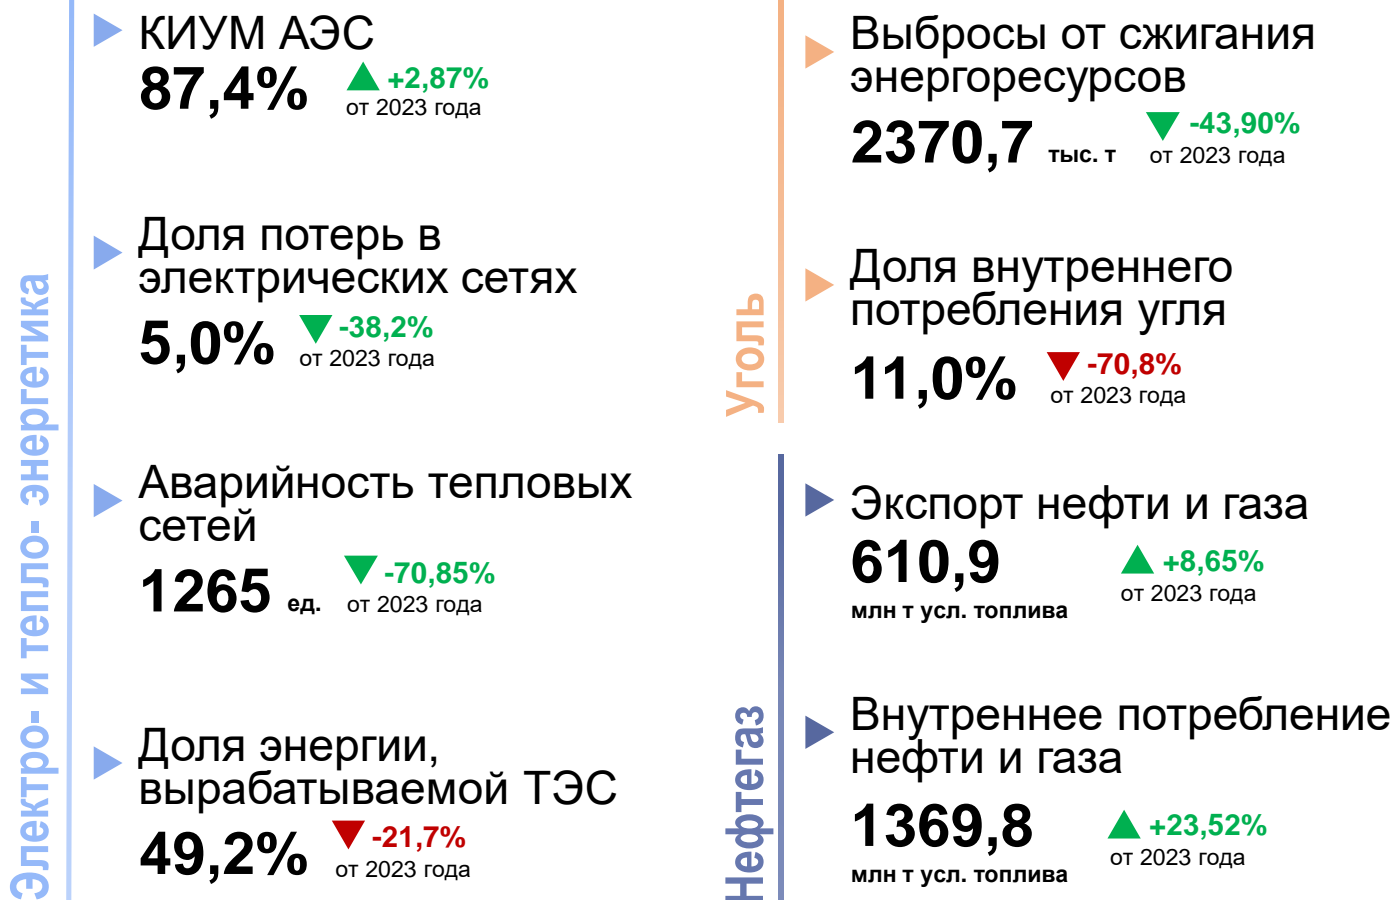 Электро- и тепло- энергетика
КИУМ АЭС
87,4%
+2,87%
от 2023 года
Доля потерь в
электрических сетях
5,0%
-38,2%
от 2023 года
Аварийность тепловых
сетей
1265 ед.
-70,85%
от 2023 года
Доля энергии,
вырабатываемой ТЭС
49,2%
-21,7%
от 2023 года
Уголь
Выбросы от сжигания
энергоресурсов
2370,7 тыс. т
-43,90%
от 2023 года
Доля внутреннего
потребления угля
11,0%
-70,8%
от 2023 года
Нефтегаз
Экспорт нефти и газа
610,9
млн т усл. топлива
+8,65%
от 2023 года
Внутреннее потребление
нефти и газа
1369,8
млн т усл. топлива
+23,52%
от 2023 года